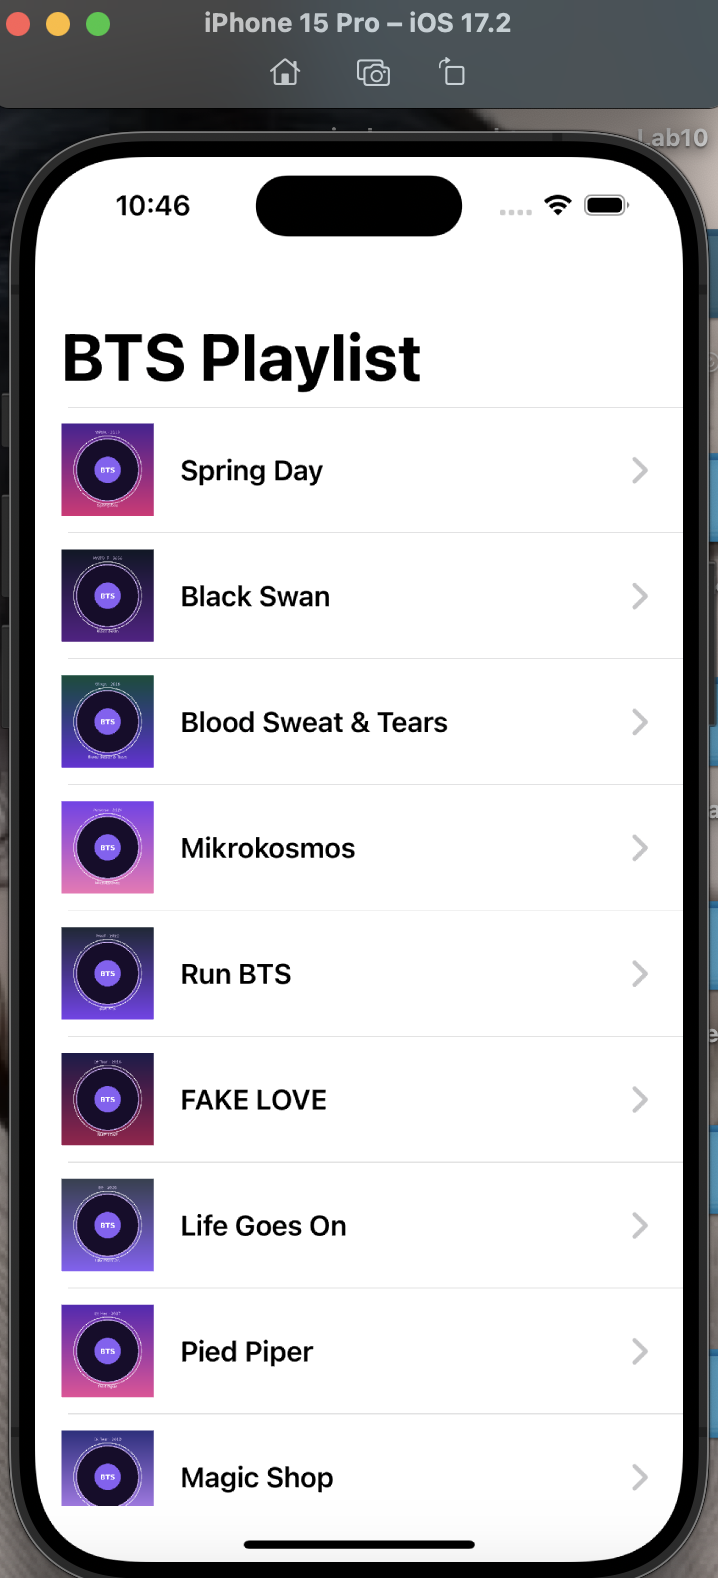 iPhone 15 Pro – iOS 17.2
Lab10
10:46
BTS Playlist
BTS
Spring Day
BTS
Black Swan
BTS
Blood Sweat & Tears
BTS
Mikrokosmos
BTS
Run BTS
BTS
FAKE LOVE
BTS
Life Goes On
BTS
Pied Piper
BTS
Magic Shop